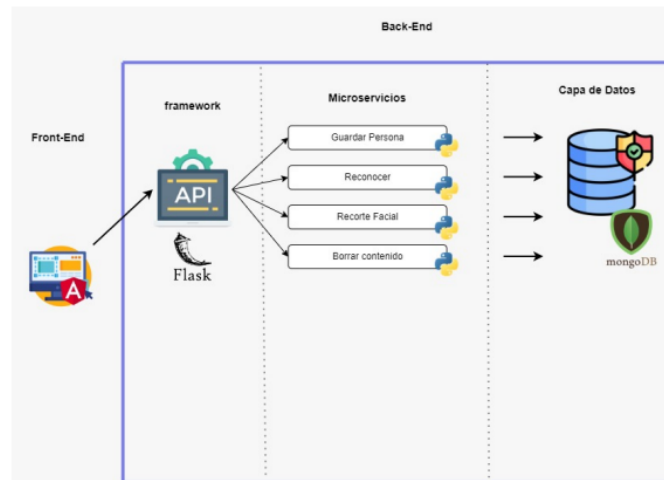 Back-End
Capa de Datos
Microservicios
framework
Front-End
Guardar Persona
Reconocer
API
Recorte Facial
Borrar contenido
Flask
mongoDB
A